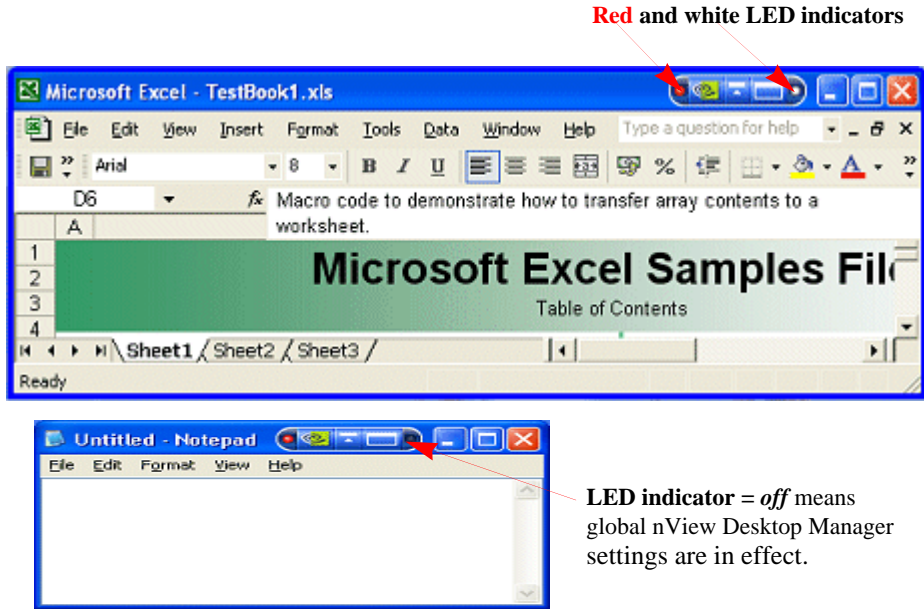 Red and white LED indicators
Microsoft Excel - TestBook1.xls
File Edit View Insert Format Tools Data Window Help Type a question for help
Arial 8 B I U %  A
D6 fx Macro code to demonstrate how to transfer array contents to a
worksheet.
A
1
Microsoft Excel Samples File
2
3 Table of Contents
4
Sheet1 Sheet2 Sheet3
Ready
Untitled - Notepad
File Edit Format View Help
LED indicator = off means
global nView Desktop Manager
settings are in effect.